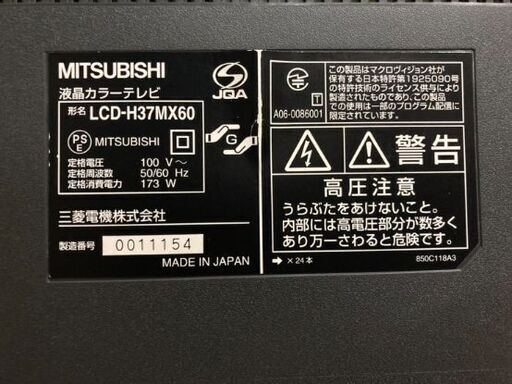 MITSUBISHI
JQA
液晶カラーテレビ
形名 LCD-H37MX60
PS E MITSUBISHI
定格電圧 100 V～
定格周波数 50/60 Hz
定格消費電力 173 W
G
三菱電機株式会社
製造番号 0011154
MADE IN JAPAN
T
A06-0086001
この製品はマクロヴィジョン社が
保有する日本特許第1925090号
の特許技術のライセンス供与により
製造されています。
この技術の使用は一部のプログラム配信に
限定されています。
警告
高圧注意
うらぶたをあけないこと。
内部には高電圧部分が数多く
あり万一さわると危険です。
→ × 24 本
850C118A3